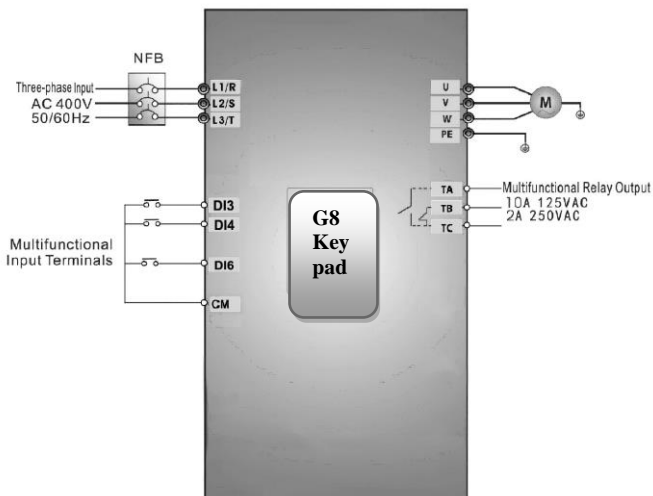 NFB
Three-phase Input
AC 400V
50/60Hz
L1/R
L2/S
L3/T
U
V
W
PE
M
TA
TB
TC
Multifunctional Relay Output
10A 125VAC
2A 250VAC
Multifunctional
Input Terminals
DI3
DI4
DI6
CM
G8
Key
pad